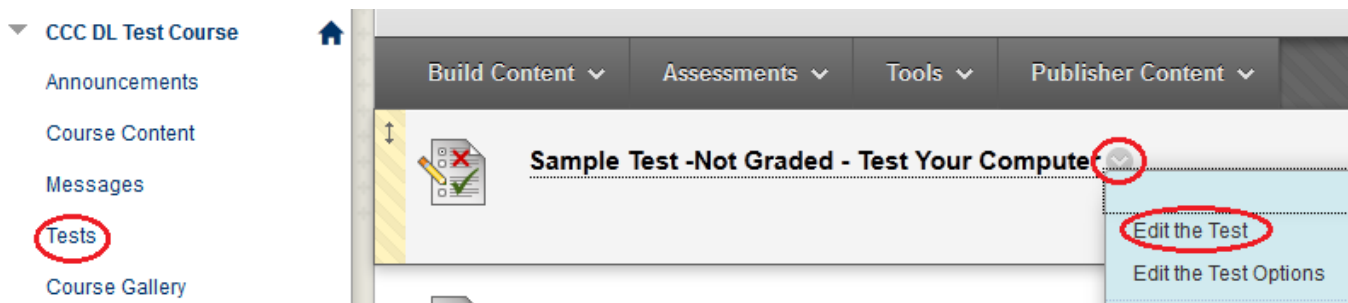 CCC DL Test Course
Announcements
Course Content
Messages
Tests
Course Gallery
Build Content Assessments Tools Publisher Content
Sample Test -Not Graded - Test Your Computer
Edit the Test
Edit the Test Options